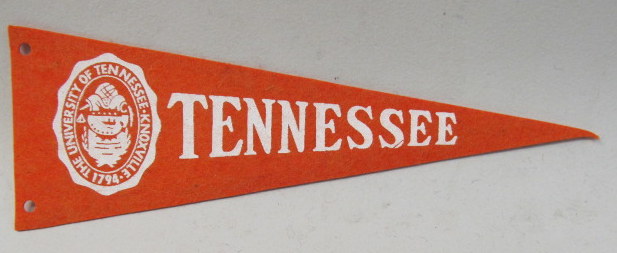 THE UNIVERSITY OF TENNESSEE · KNOXVILLE ·
1794
TENNESSEE